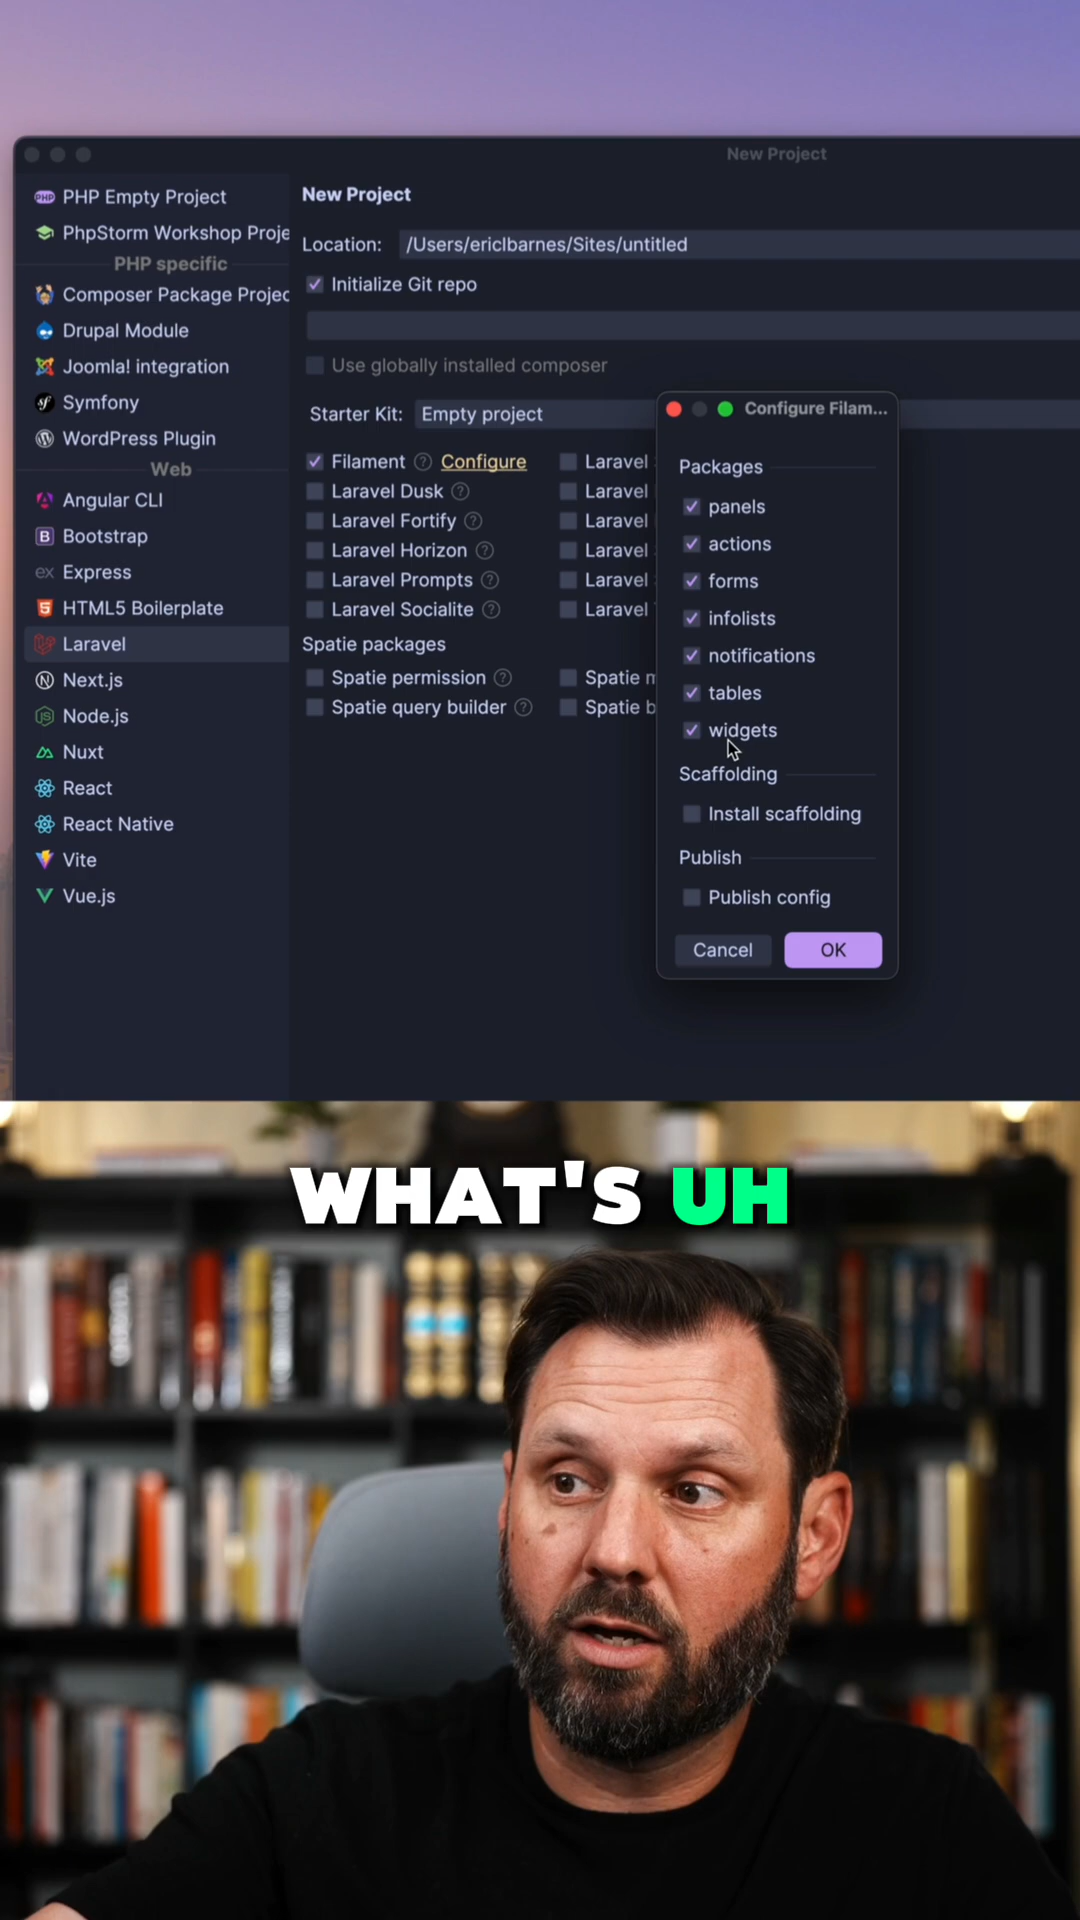 New Project
PHP Empty Project
PhpStorm Workshop Proje
PHP specific
Composer Package Projec
Drupal Module
Joomla! integration
Symfony
WordPress Plugin
Web
Angular CLI
Bootstrap
Express
HTML5 Boilerplate
Laravel
Next.js
Node.js
Nuxt
React
React Native
Vite
Vue.js
New Project
Location: /Users/ericlbarnes/Sites/untitled
Initialize Git repo
Use globally installed composer
Starter Kit: Empty project
Filament ? Configure Laravel
Laravel Dusk ? Laravel
Laravel Fortify ? Laravel
Laravel Horizon ? Laravel
Laravel Prompts ? Laravel
Laravel Socialite ? Laravel
Spatie packages
Spatie permission ? Spatie m
Spatie query builder ? Spatie b
Configure Filam...
Packages
panels
actions
forms
infolists
notifications
tables
widgets
Scaffolding
Install scaffolding
Publish
Publish config
Cancel OK
WHAT'S UH